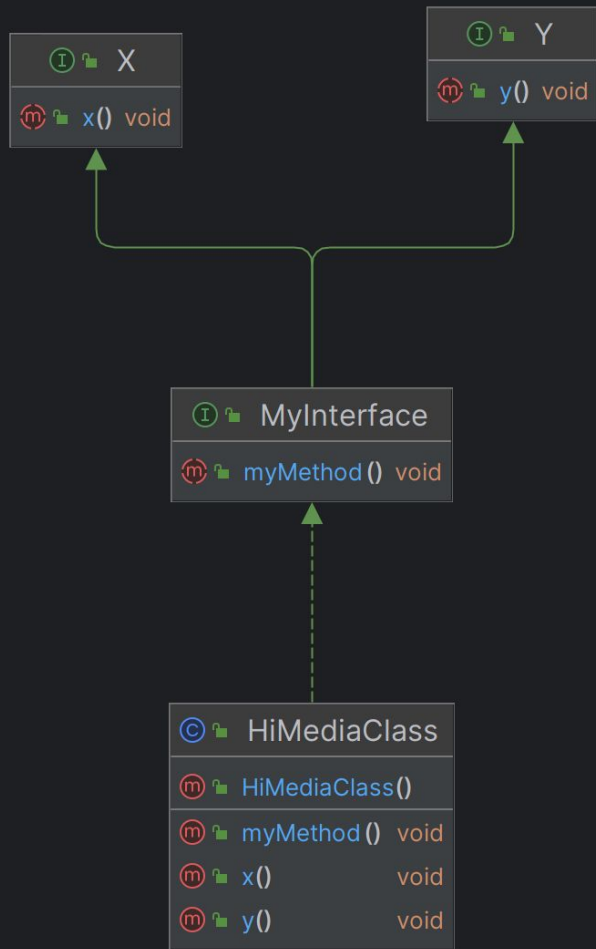 X
x() void
Y
y() void
MyInterface
myMethod() void
HiMediaClass
HiMediaClass()
myMethod() void
x() void
y() void